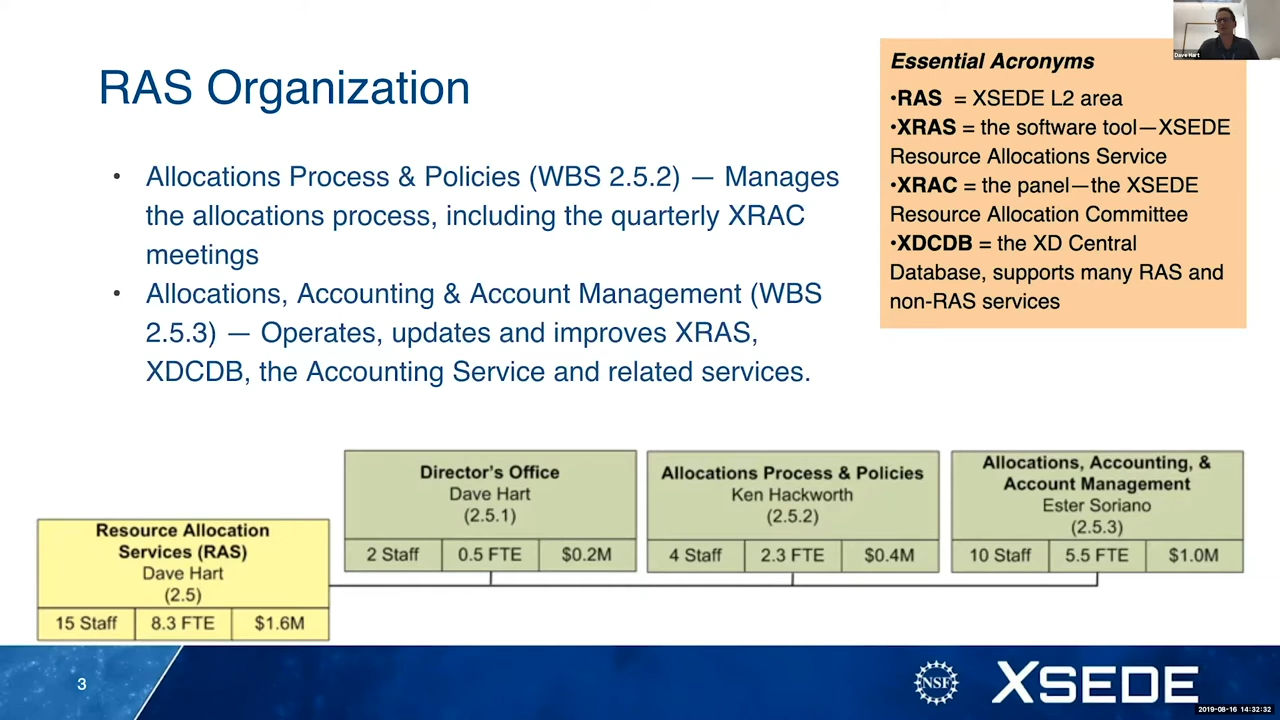 RAS Organization
• Allocations Process & Policies (WBS 2.5.2) — Manages
the allocations process, including the quarterly XRAC
meetings
• Allocations, Accounting & Account Management (WBS
2.5.3) — Operates, updates and improves XRAS,
XDCDB, the Accounting Service and related services.
Essential Acronyms
•RAS = XSEDE L2 area
•XRAS = the software tool—XSEDE
Resource Allocations Service
•XRAC = the panel—the XSEDE
Resource Allocation Committee
•XDCDB = the XD Central
Database, supports many RAS and
non-RAS services
Dave Hart
Resource Allocation
Services (RAS)
Dave Hart
(2.5)
15 Staff 8.3 FTE $1.6M
Director's Office
Dave Hart
(2.5.1)
2 Staff 0.5 FTE $0.2M
Allocations Process & Policies
Ken Hackworth
(2.5.2)
4 Staff 2.3 FTE $0.4M
Allocations, Accounting, &
Account Management
Ester Soriano
(2.5.3)
10 Staff 5.5 FTE $1.0M
3
NSF
XSEDE
2019-08-16 14:32:32